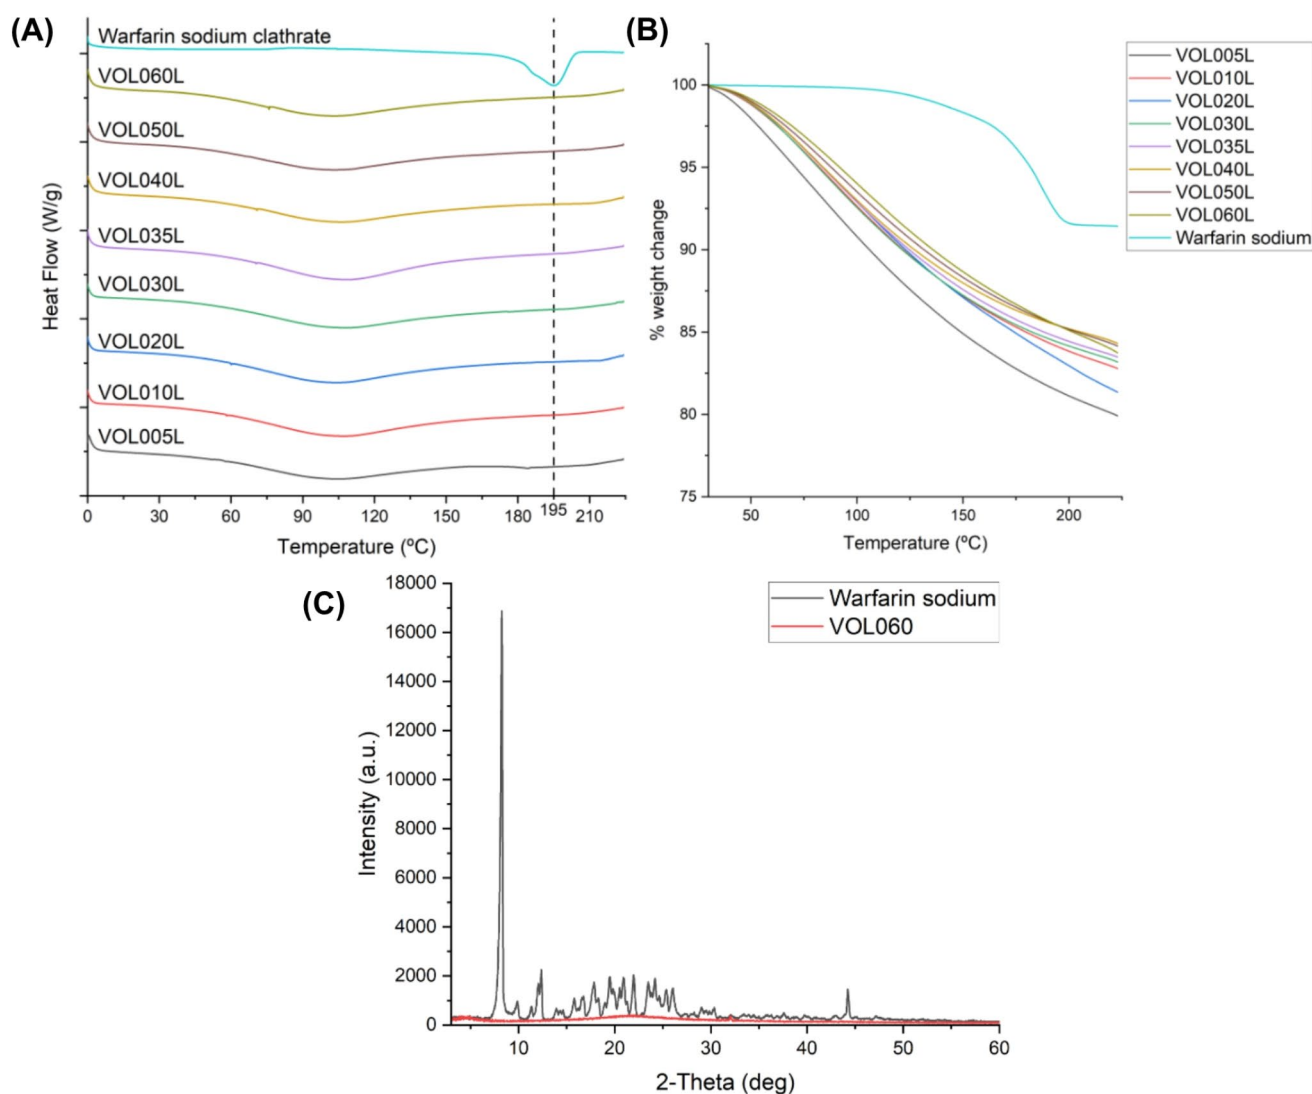 (A)
Warfarin sodium clathrate
VOL060L
VOL050L
VOL040L
VOL035L
VOL030L
VOL020L
VOL010L
VOL005L
Heat Flow (W/g)
0 30 60 90 120 150 180 195 210
Temperature (ºC)
(B)
100
95
90
85
80
75
% weight change
50 100 150 200
Temperature (ºC)
VOL005L
VOL010L
VOL020L
VOL030L
VOL035L
VOL040L
VOL050L
VOL060L
Warfarin sodium
(C)
18000
16000
14000
12000
10000
8000
6000
4000
2000
0
Intensity (a.u.)
10 20 30 40 50 60
2-Theta (deg)
Warfarin sodium
VOL060